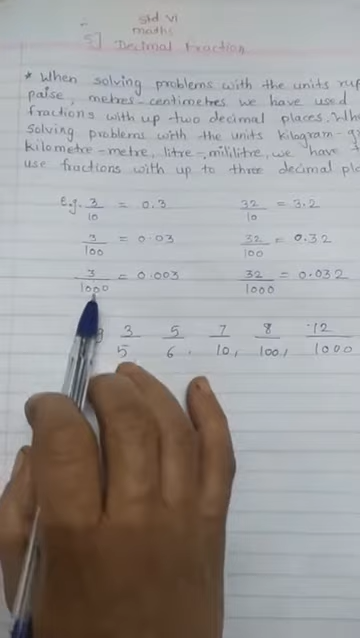 Std VI
maths
5] Decimal Fraction
* When solving problems with the units
paise, metres-centimetres we have used
fractions with up-two decimal places.
solving problems with the units kilogram-
kilometre-metre, litre-mililitre, we have
use fractions with up to three decimal
E.g. 3/10 = 0.3 32/10 = 3.2
3/100 = 0.03 32/100 = 0.32
3/1000 = 0.003 32/1000 = 0.032
3/5 5/6, 7/10, 8/100, 12/1000